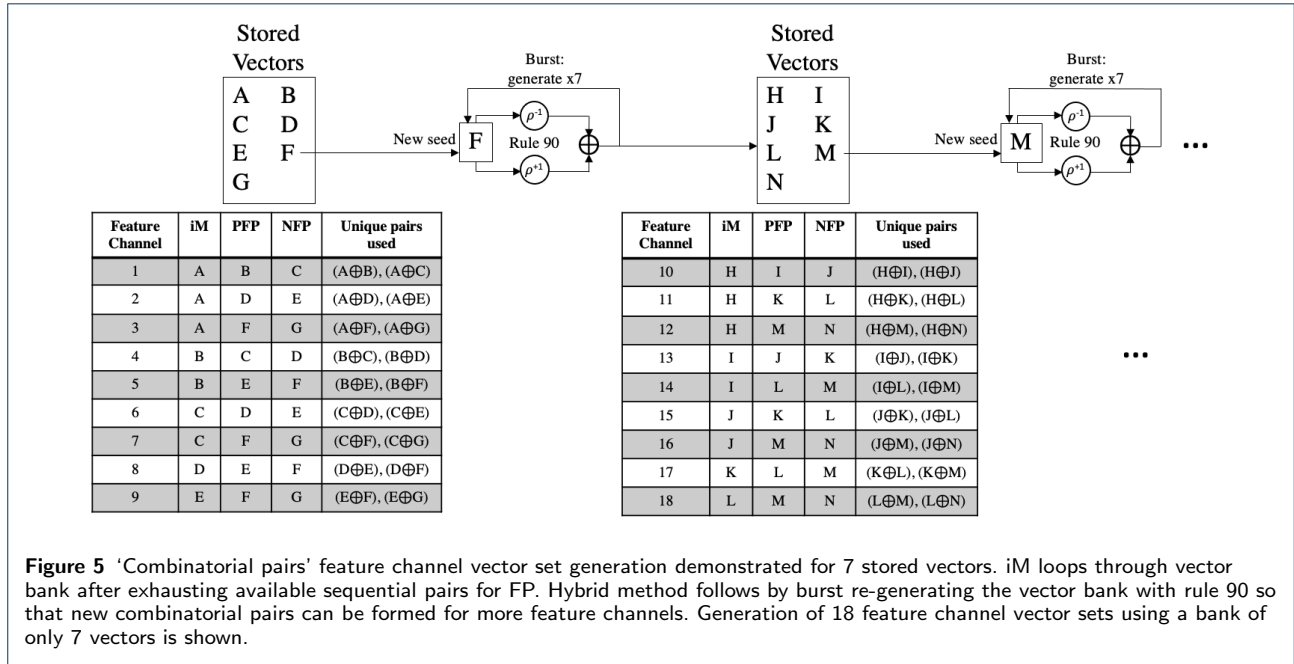 Stored
Vectors
A B
C D
E F
G
New seed
F
Burst:
generate x7
ρ-1
Rule 90
ρ+1
Stored
Vectors
H I
J K
L M
N
New seed
M
Burst:
generate x7
ρ-1
Rule 90
ρ+1
...
Feature Channel iM PFP NFP Unique pairs used
1 A B C (A⊕B), (A⊕C)
2 A D E (A⊕D), (A⊕E)
3 A F G (A⊕F), (A⊕G)
4 B C D (B⊕C), (B⊕D)
5 B E F (B⊕E), (B⊕F)
6 C D E (C⊕D), (C⊕E)
7 C F G (C⊕F), (C⊕G)
8 D E F (D⊕E), (D⊕F)
9 E F G (E⊕F), (E⊕G)
Feature Channel iM PFP NFP Unique pairs used
10 H I J (H⊕I), (H⊕J)
11 H K L (H⊕K), (H⊕L)
12 H M N (H⊕M), (H⊕N)
13 I J K (I⊕J), (I⊕K)
14 I L M (I⊕L), (I⊕M)
15 J K L (J⊕K), (J⊕L)
16 J M N (J⊕M), (J⊕N)
17 K L M (K⊕L), (K⊕M)
18 L M N (L⊕M), (L⊕N)
...
Figure 5 ‘Combinatorial pairs’ feature channel vector set generation demonstrated for 7 stored vectors. iM loops through vector
bank after exhausting available sequential pairs for FP. Hybrid method follows by burst re-generating the vector bank with rule 90 so
that new combinatorial pairs can be formed for more feature channels. Generation of 18 feature channel vector sets using a bank of
only 7 vectors is shown.